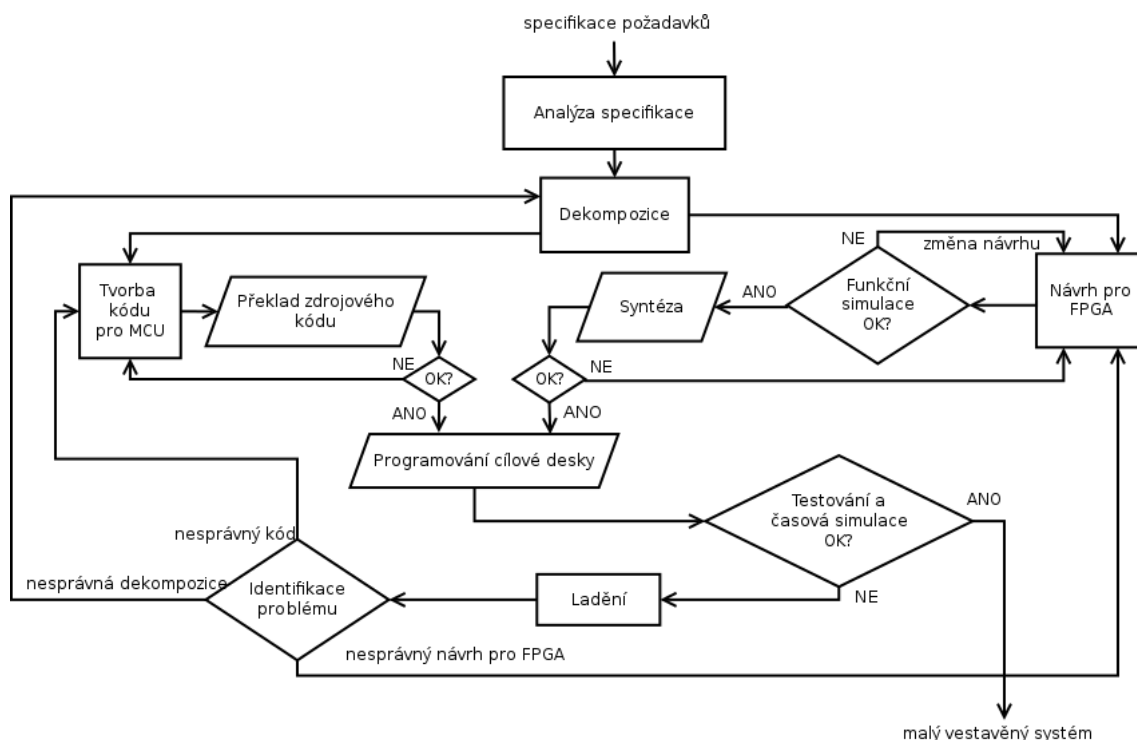 specifikace požadavků
Analýza specifikace
Dekompozice
NE
změna návrhu
Tvorba
kódu
pro MCU
Překlad zdrojového
kódu
Syntéza
ANO
Funkční
simulace
OK?
Návrh pro
FPGA
NE
OK?
OK?
NE
ANO
ANO
Programování cílové desky
Testování a
časová simulace
OK?
ANO
nesprávný kód
nesprávná dekompozice
Identifikace
problému
Ladění
NE
nesprávný návrh pro FPGA
malý vestavěný systém